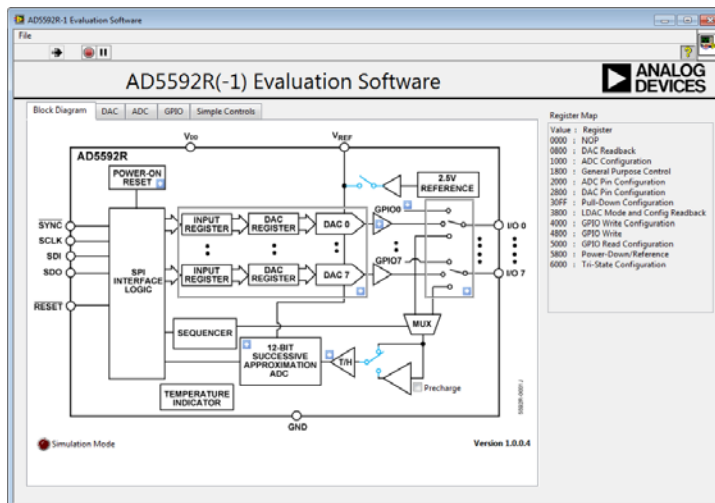 AD5592R-1 Evaluation Software
File
AD5592R(-1) Evaluation Software
ANALOG
DEVICES
Block Diagram
DAC
ADC
GPIO
Simple Controls
Register Map
Value : Register
0000 : NOP
0800 : DAC Readback
1000 : ADC Configuration
1800 : General Purpose Control
2000 : ADC Pin Configuration
2800 : DAC Pin Configuration
30FF : Pull-Down Configuration
3800 : LDAC Mode and Config Readback
4000 : GPIO Write Configuration
4800 : GPIO Write
5000 : GPIO Read Configuration
5800 : Power-Down/Reference
6000 : Tri-State Configuration
VDD
VREF
AD5592R
POWER-ON
RESET
2.5V
REFERENCE
GPIO0
SYNC
SCLK
SDI
SDO
RESET
SPI
INTERFACE
LOGIC
INPUT
REGISTER
DAC
REGISTER
DAC 0
I/O 0
INPUT
REGISTER
DAC
REGISTER
DAC 7
GPIO7
I/O 7
MUX
SEQUENCER
12-BIT
SUCCESSIVE
APPROXIMATION
ADC
T/H
Precharge
TEMPERATURE
INDICATOR
GND
Simulation Mode
Version 1.0.0.4